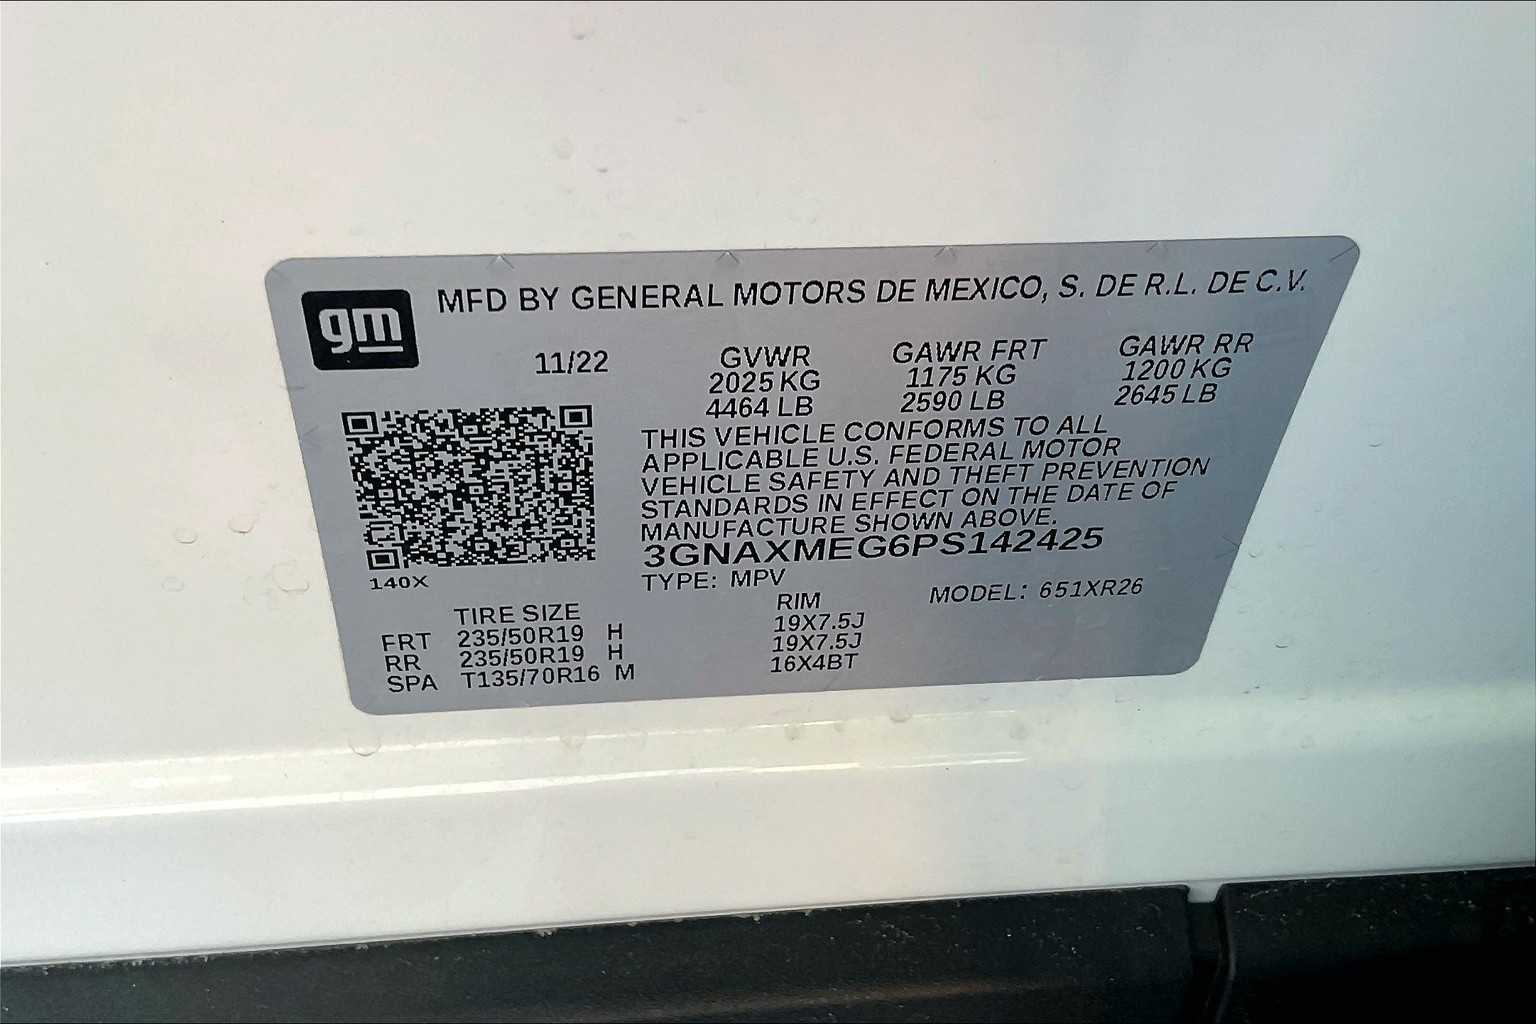 gm
MFD BY GENERAL MOTORS DE MEXICO, S. DE R.L. DE C.V.
11/22 GVWR GAWR FRT GAWR RR
2025 KG 1175 KG 1200 KG
4464 LB 2590 LB 2645 LB
THIS VEHICLE CONFORMS TO ALL
APPLICABLE U.S. FEDERAL MOTOR
VEHICLE SAFETY AND THEFT PREVENTION
STANDARDS IN EFFECT ON THE DATE OF
MANUFACTURE SHOWN ABOVE.
3GNAXMEG6PS142425
140X TYPE: MPV MODEL: 651XR26
TIRE SIZE RIM
FRT 235/50R19 H 19X7.5J
RR 235/50R19 H 19X7.5J
SPA T135/70R16 M 16X4BT